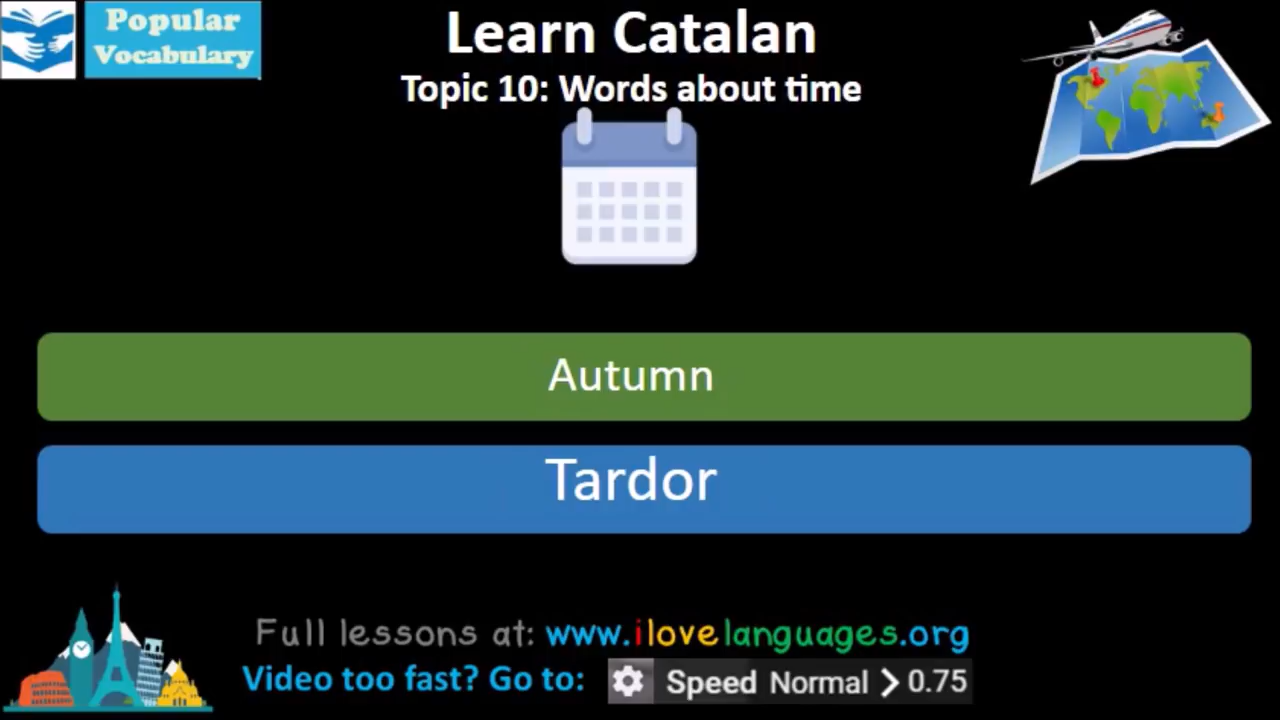 Popular
Vocabulary
Learn Catalan
Topic 10: Words about time
Autumn
Tardor
Full lessons at: www.ilovelanguages.org
Video too fast? Go to: Speed Normal > 0.75